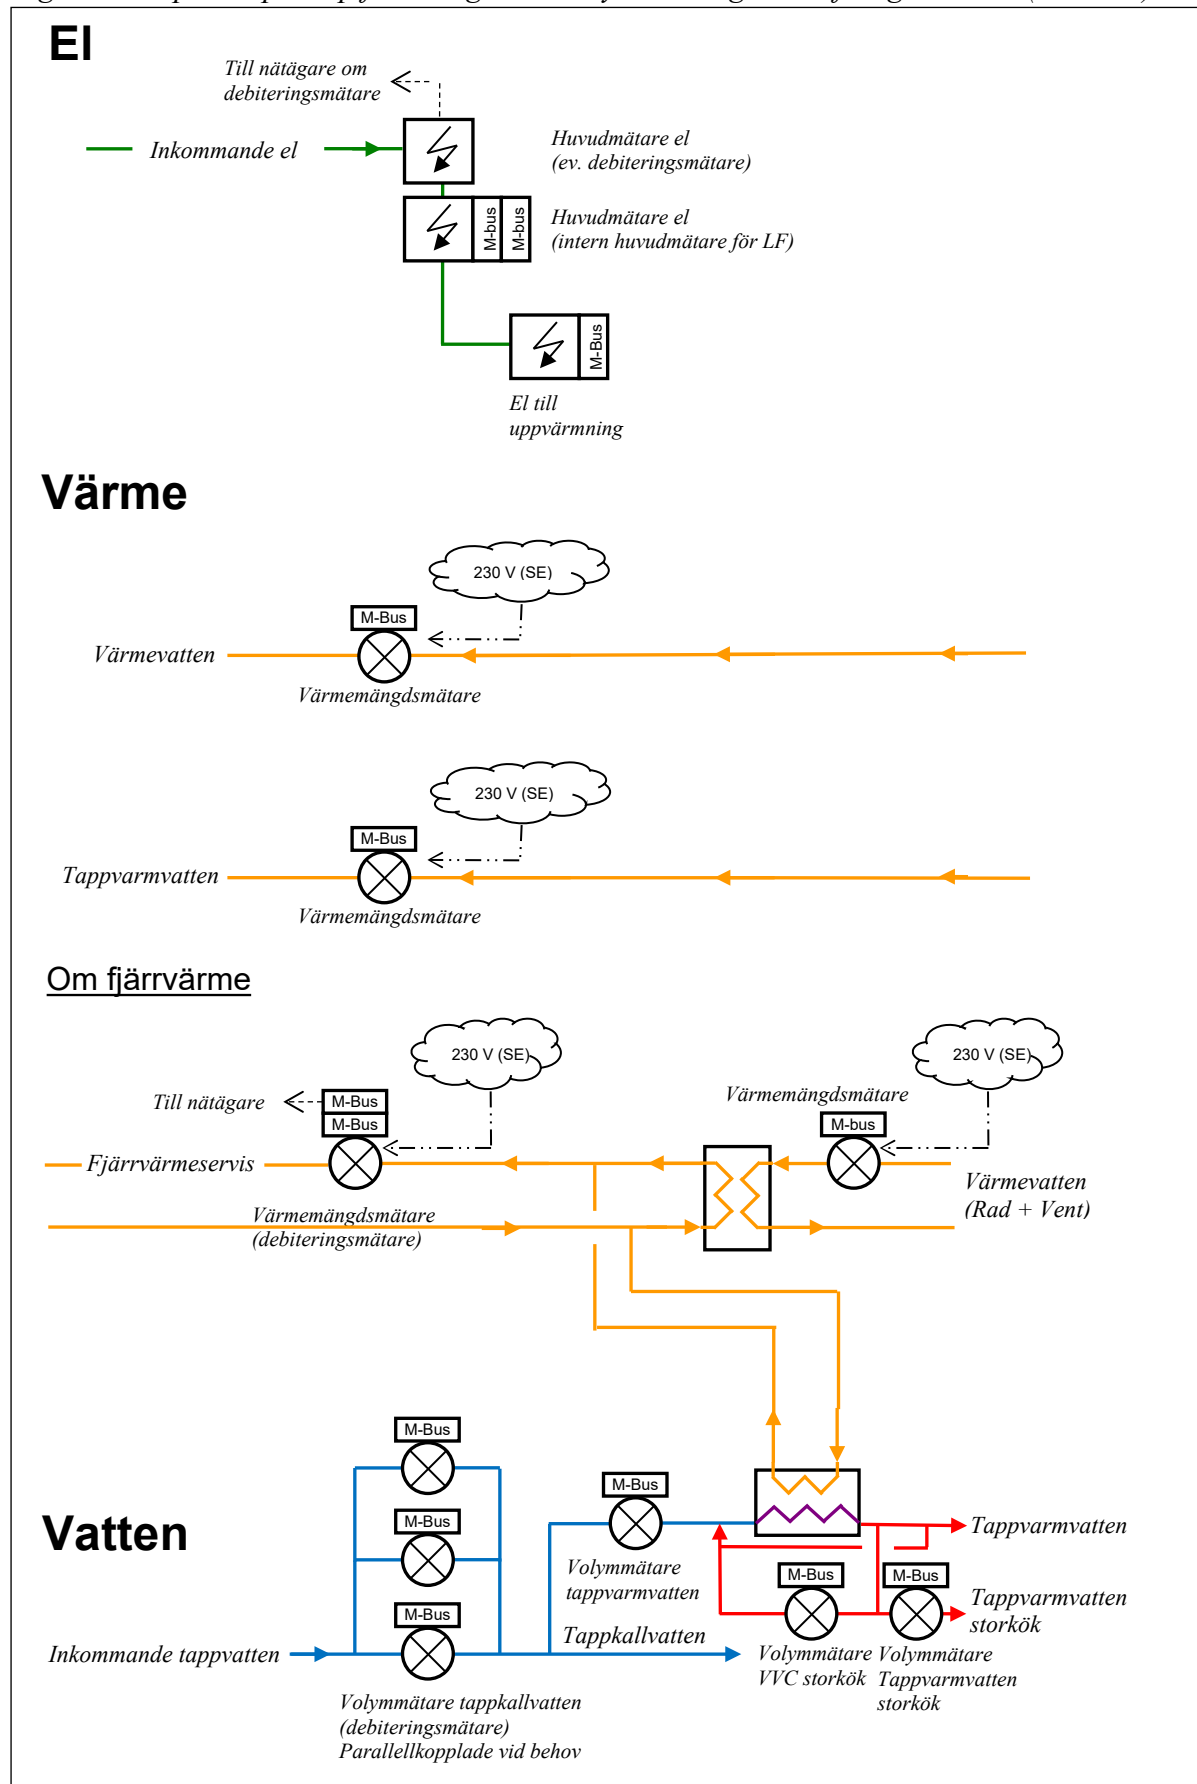 El
Till nätägare om
debiteringsmätare
Inkommande el
Huvudmätare el
(ev. debiteringsmätare)
M-bus
M-bus
Huvudmätare el
(intern huvudmätare för LF)
M-Bus
El till
uppvärmning
Värme
230 V (SE)
M-Bus
Värmevatten
Värmemängdsmätare
230 V (SE)
M-Bus
Tappvarmvatten
Värmemängdsmätare
Om fjärrvärme
230 V (SE)
230 V (SE)
Till nätägare
M-Bus
M-Bus
Värmemängdsmätare
M-bus
Fjärrvärmeservis
Värmevatten
(Rad + Vent)
Värmemängdsmätare
(debiteringsmätare)
M-Bus
M-Bus
M-Bus
Vatten
Tappvarmvatten
Volymmätare
tappvarmvatten
M-Bus
M-Bus
M-Bus
Tappvarmvatten
storkök
Inkommande tappvatten
Tappkallvatten
Volymmätare
VVC storkök
Volymmätare
Tappvarmvatten
storkök
Volymmätare tappkallvatten
(debiteringsmätare)
Parallellkopplade vid behov